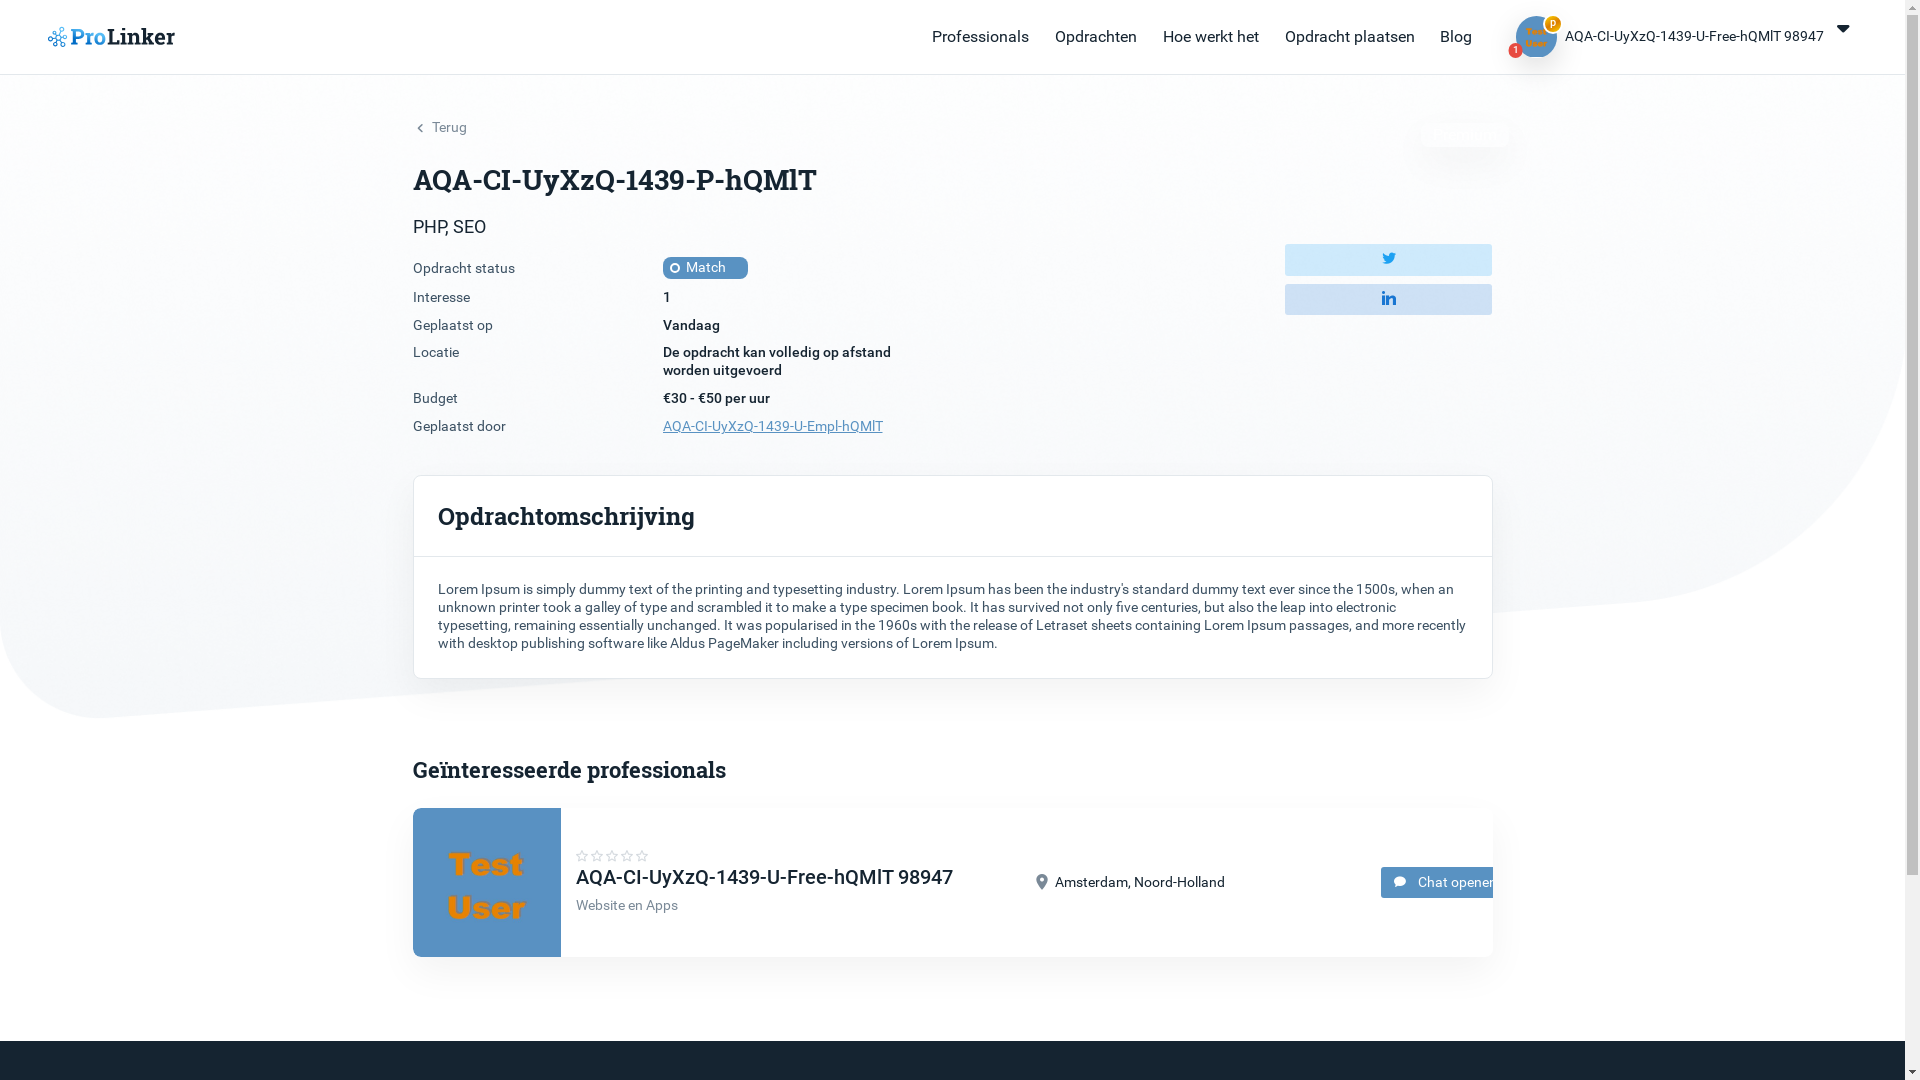 ProLinker
Professionals
Opdrachten
Hoe werkt het
Opdracht plaatsen
Blog
p
1
AQA-CI-UyXzQ-1439-U-Free-hQMlT 98947
Terug
AQA-CI-UyXzQ-1439-P-hQMlT
PHP, SEO
Opdracht status
Match
Interesse
1
Geplaatst op
Vandaag
Locatie
De opdracht kan volledig op afstand
worden uitgevoerd
Budget
€30 - €50 per uur
Geplaatst door
AQA-CI-UyXzQ-1439-U-Empl-hQMlT
Opdrachtomschrijving
Lorem Ipsum is simply dummy text of the printing and typesetting industry. Lorem Ipsum has been the industry's standard dummy text ever since the 1500s, when an
unknown printer took a galley of type and scrambled it to make a type specimen book. It has survived not only five centuries, but also the leap into electronic
typesetting, remaining essentially unchanged. It was popularised in the 1960s with the release of Letraset sheets containing Lorem Ipsum passages, and more recently
with desktop publishing software like Aldus PageMaker including versions of Lorem Ipsum.
Geïnteresseerde professionals
Test
User
AQA-CI-UyXzQ-1439-U-Free-hQMlT 98947
Website en Apps
Amsterdam, Noord-Holland
Chat openen